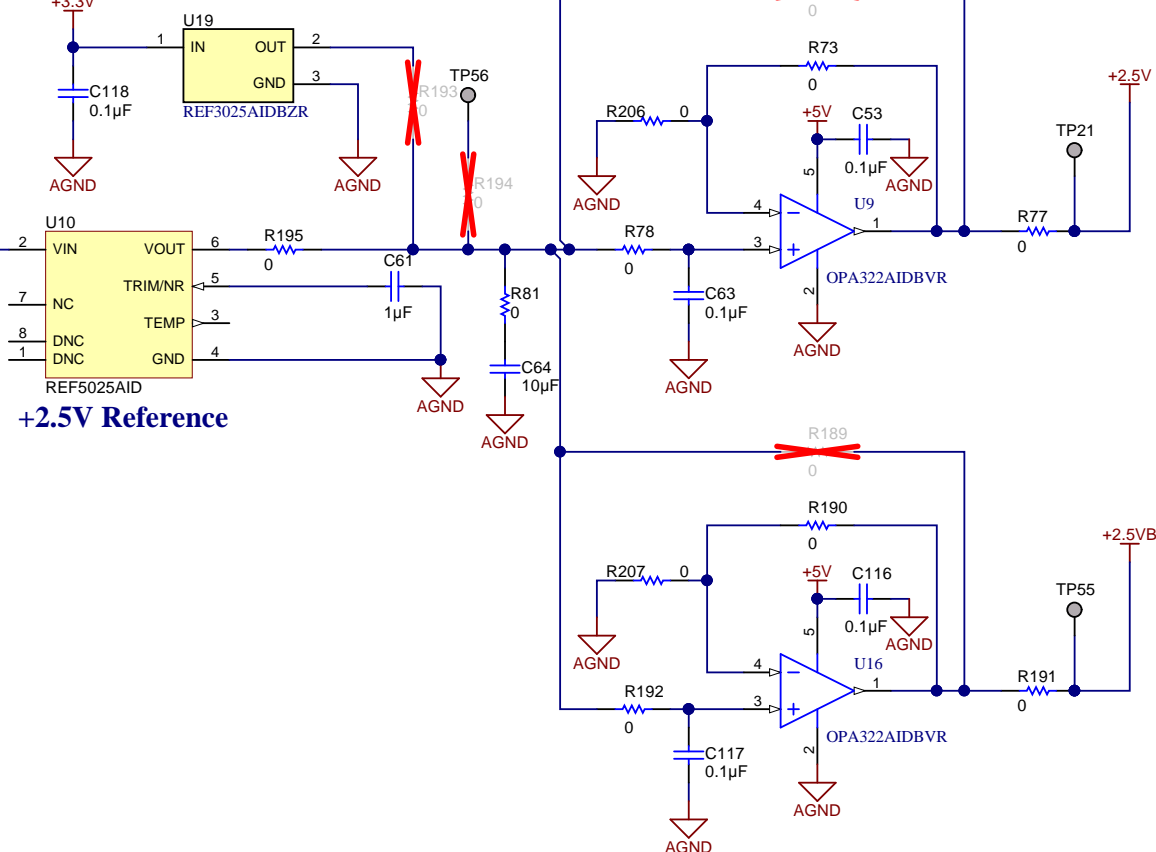 +3.3V
U19
1
IN
OUT
2
GND
3
REF3025AIDBZR
C118
0.1µF
AGND
AGND
R193
0
TP56
R194
0
U10
2
VIN
VOUT
6
TRIM/NR
5
7
NC
TEMP
3
8
DNC
1
DNC
GND
4
REF5025AID
+2.5V Reference
R195
0
C61
1µF
AGND
R81
0
C64
10µF
AGND
0
R73
0
R206
0
AGND
+5V
C53
0.1µF
AGND
5
4
U9
1
3
2
OPA322AIDBVR
AGND
R78
0
C63
0.1µF
AGND
R77
0
TP21
+2.5V
R189
0
R190
0
R207
0
AGND
+5V
C116
0.1µF
AGND
5
4
U16
1
3
2
OPA322AIDBVR
AGND
R192
0
C117
0.1µF
AGND
R191
0
TP55
+2.5VB